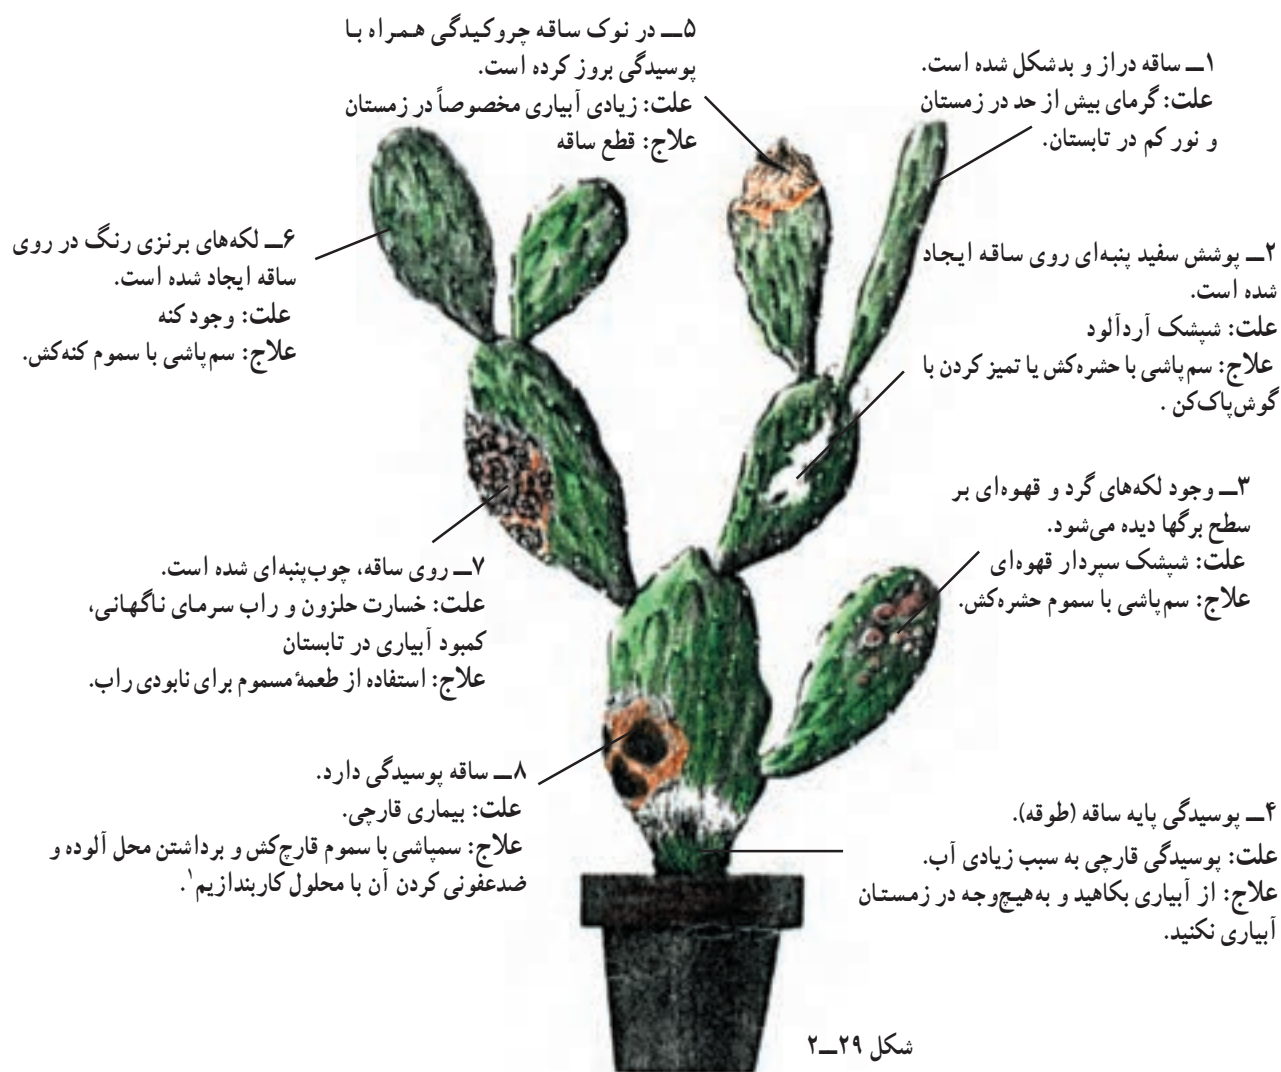 ۱ــ ساقه دراز و بدشکل شده است.
علت: گرمای بیش از حد در زمستان
و نور کم در تابستان.
۲ــ پوشش سفید پنبه‌ای روی ساقه ایجاد
شده است.
علت: شپشک آردآلود
علاج: سم‌پاشی با حشره‌کش یا تمیز کردن با
گوش‌پاک‌کن .
۳ــ وجود لکه‌های گرد و قهوه‌ای بر
سطح برگها دیده می‌شود.
علت: شپشک سپردار قهوه‌ای
علاج: سم‌پاشی با سموم حشره‌کش.
۴ــ پوسیدگی پایه ساقه (طوقه).
علت: پوسیدگی قارچی به سبب زیادی آب.
علاج: از آبیاری بکاهید و به‌هیچ‌وجه در زمستان
آبیاری نکنید.
۵ــ در نوک ساقه چروکیدگی همراه با
پوسیدگی بروز کرده است.
علت: زیادی آبیاری مخصوصاً در زمستان
علاج: قطع ساقه
۶ــ لکه‌های برنزی رنگ در روی
ساقه ایجاد شده است.
علت: وجود کنه
علاج: سم‌پاشی با سموم کنه‌کش.
۷ــ روی ساقه، چوب‌پنبه‌ای شده است.
علت: خسارت حلزون و راب سرمای ناگهانی،
کمبود آبیاری در تابستان
علاج: استفاده از طعمهٔ مسموم برای نابودی راب.
۸ــ ساقه پوسیدگی دارد.
علت: بیماری قارچی.
علاج: سمپاشی با سموم قارچ‌کش و برداشتن محل آلوده و
ضدعفونی کردن آن با محلول کاربندازیم۱.
شکل ۲۹ــ۲